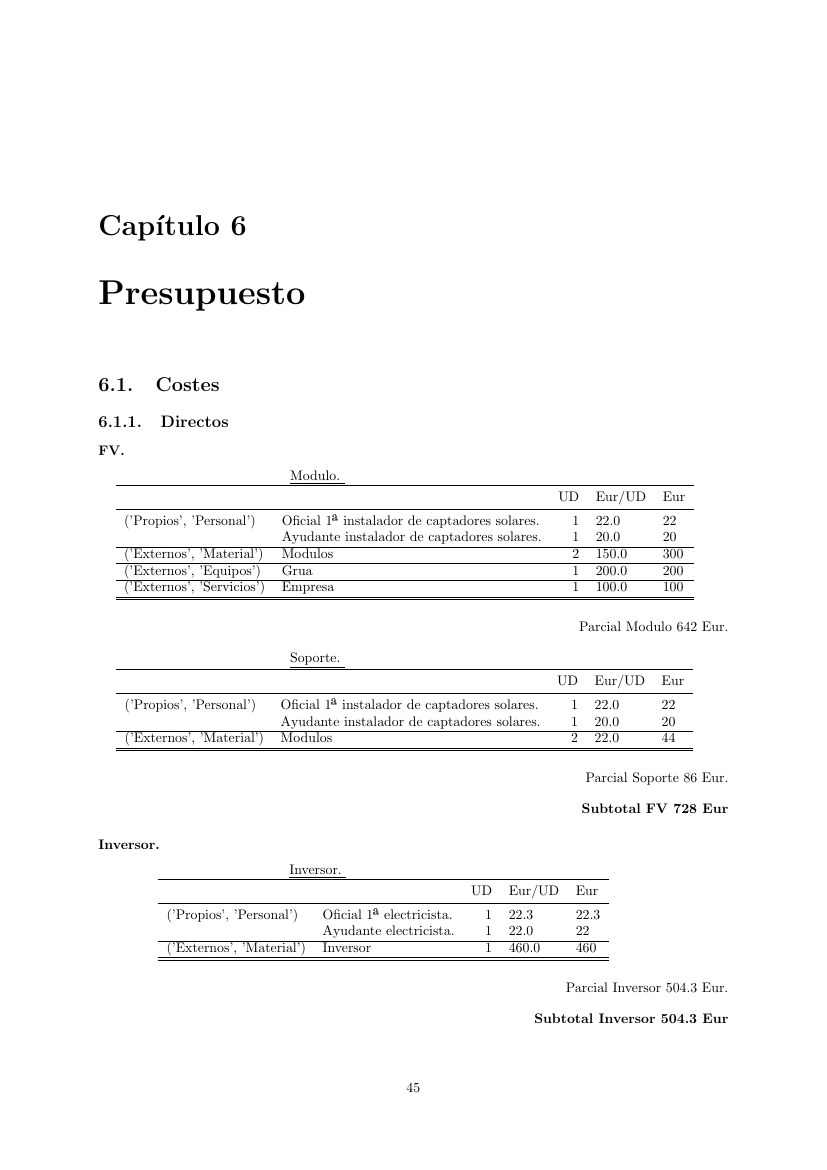 Capítulo 6
Presupuesto
6.1. Costes
6.1.1. Directos
FV.
Modulo.
UD Eur/UD Eur
('Propios', 'Personal') Oficial 1ª instalador de captadores solares. 1 22.0 22
Ayudante instalador de captadores solares. 1 20.0 20
('Externos', 'Material') Modulos 2 150.0 300
('Externos', 'Equipos') Grua 1 200.0 200
('Externos', 'Servicios') Empresa 1 100.0 100
Parcial Modulo 642 Eur.
Soporte.
UD Eur/UD Eur
('Propios', 'Personal') Oficial 1ª instalador de captadores solares. 1 22.0 22
Ayudante instalador de captadores solares. 1 20.0 20
('Externos', 'Material') Modulos 2 22.0 44
Parcial Soporte 86 Eur.
Subtotal FV 728 Eur
Inversor.
Inversor.
UD Eur/UD Eur
('Propios', 'Personal') Oficial 1ª electricista. 1 22.3 22.3
Ayudante electricista. 1 22.0 22
('Externos', 'Material') Inversor 1 460.0 460
Parcial Inversor 504.3 Eur.
Subtotal Inversor 504.3 Eur
45